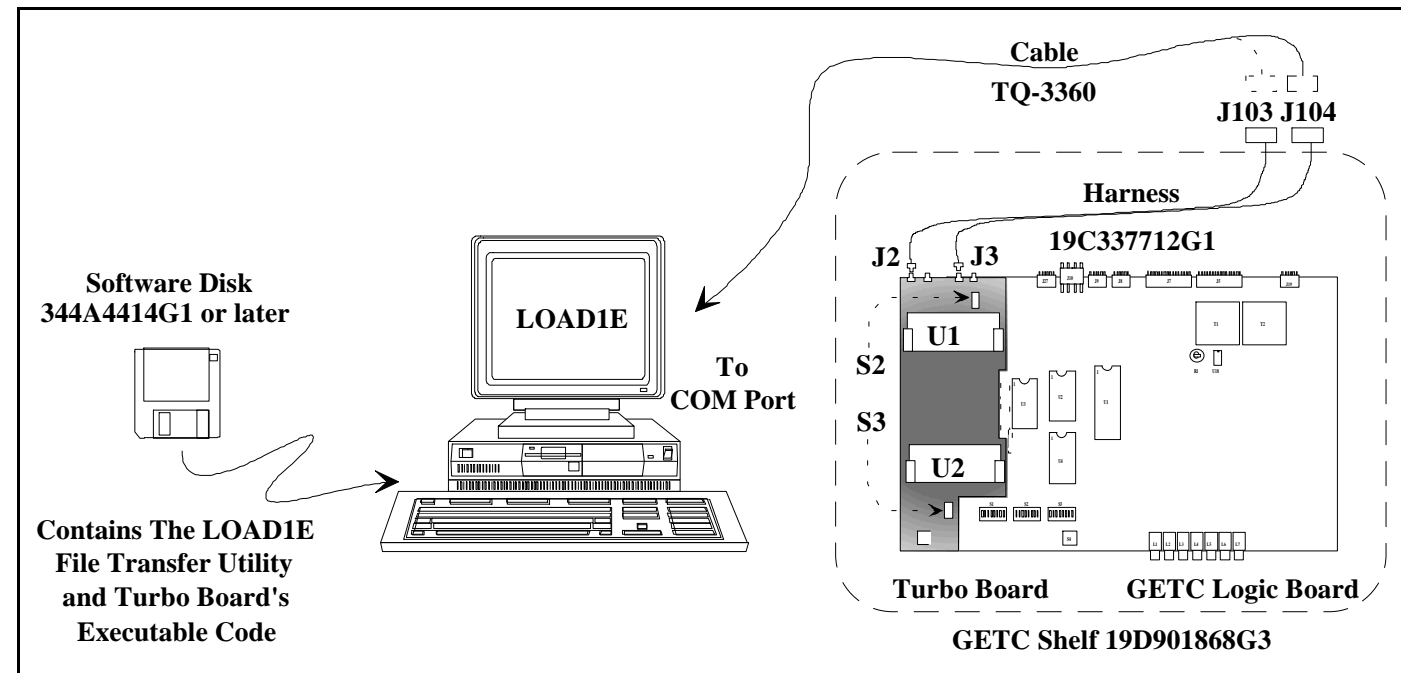 Cable
TQ-3360
J103 J104
Harness
19C337712G1
J2
J3
Software Disk
344A4414G1 or later
LOAD1E
To
COM Port
S2
S3
U1
U2
Contains The LOAD1E
File Transfer Utility
and Turbo Board's
Executable Code
Turbo Board
GETC Logic Board
GETC Shelf 19D901868G3